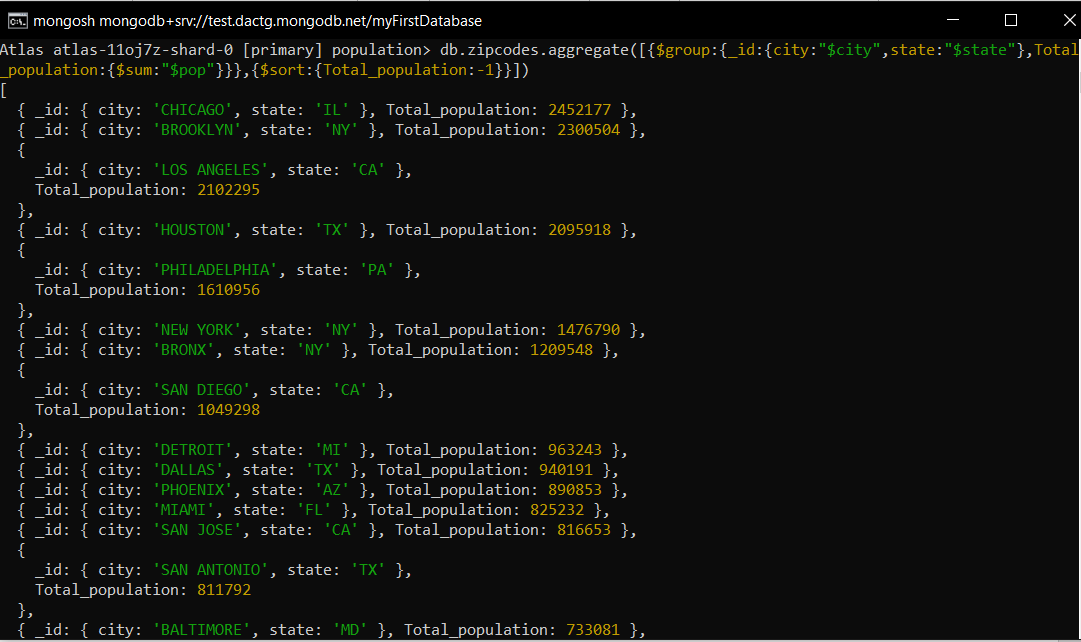 mongosh mongodb+srv://test.dactg.mongodb.net/myFirstDatabase
Atlas atlas-11oj7z-shard-0 [primary] population> db.zipcodes.aggregate([{$group:{_id:{city:"$city",state:"$state"},Total
_population:{$sum:"$pop"}}},{$sort:{Total_population:-1}}])
[
  { _id: { city: 'CHICAGO', state: 'IL' }, Total_population: 2452177 },
  { _id: { city: 'BROOKLYN', state: 'NY' }, Total_population: 2300504 },
  {
    _id: { city: 'LOS ANGELES', state: 'CA' },
    Total_population: 2102295
  },
  { _id: { city: 'HOUSTON', state: 'TX' }, Total_population: 2095918 },
  {
    _id: { city: 'PHILADELPHIA', state: 'PA' },
    Total_population: 1610956
  },
  { _id: { city: 'NEW YORK', state: 'NY' }, Total_population: 1476790 },
  { _id: { city: 'BRONX', state: 'NY' }, Total_population: 1209548 },
  {
    _id: { city: 'SAN DIEGO', state: 'CA' },
    Total_population: 1049298
  },
  { _id: { city: 'DETROIT', state: 'MI' }, Total_population: 963243 },
  { _id: { city: 'DALLAS', state: 'TX' }, Total_population: 940191 },
  { _id: { city: 'PHOENIX', state: 'AZ' }, Total_population: 890853 },
  { _id: { city: 'MIAMI', state: 'FL' }, Total_population: 825232 },
  { _id: { city: 'SAN JOSE', state: 'CA' }, Total_population: 816653 },
  {
    _id: { city: 'SAN ANTONIO', state: 'TX' },
    Total_population: 811792
  },
  { _id: { city: 'BALTIMORE', state: 'MD' }, Total_population: 733081 },